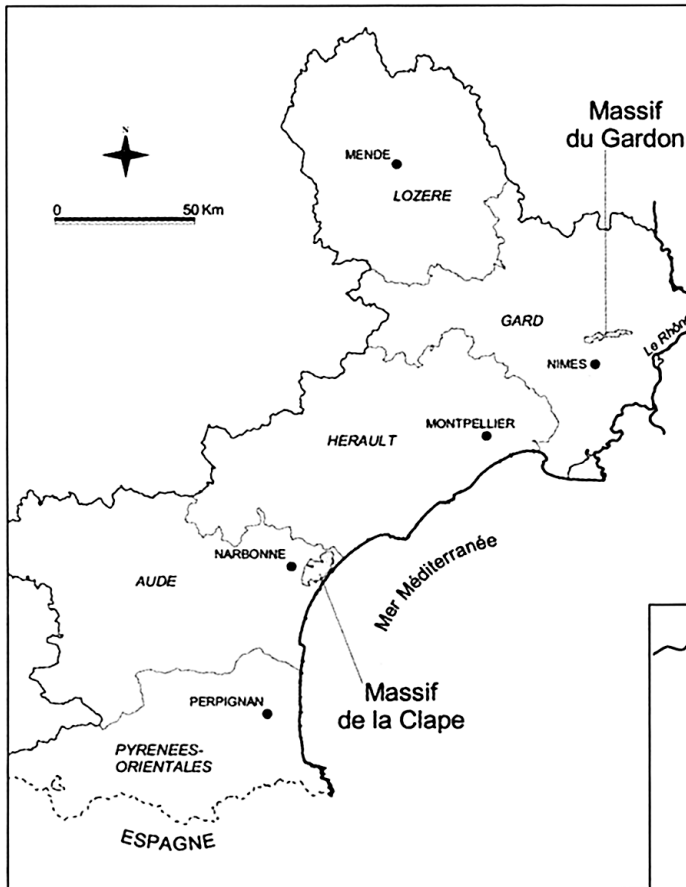 Massif
du Gardon
N
MENDE
LOZERE
0 50 Km
GARD
Le Rhône
NIMES
MONTPELLIER
HERAULT
NARBONNE
AUDE
Mer Méditerranée
Massif
de la Clape
PERPIGNAN
PYRENEES-
ORIENTALES
ESPAGNE